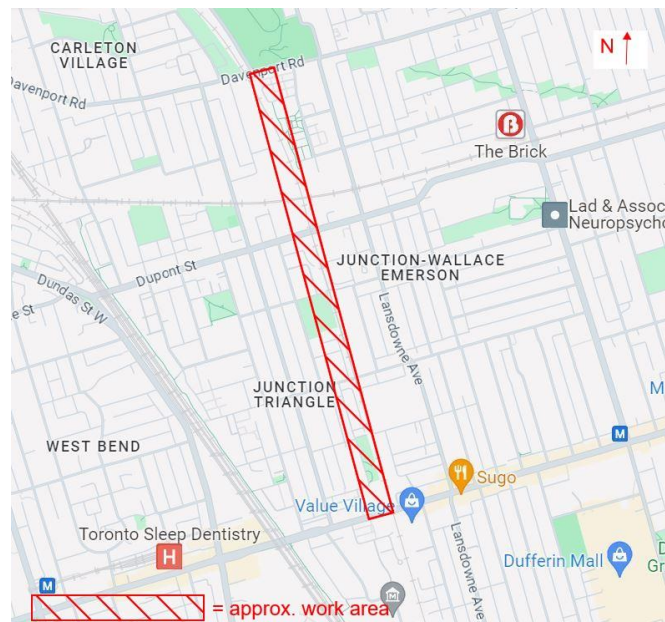 CARLETON
VILLAGE
N
Davenport Rd
Davenport Rd
The Brick
Lad & Assoc
Neuropsycho
JUNCTION-WALLACE
EMERSON
Dupont St
Dundas St W
e St
Lansdowne Ave
JUNCTION
TRIANGLE
M
WEST BEND
M
Sugo
Value Village
Toronto Sleep Dentistry
H
Lansdowne Ave
Dufferin Mall
D
Gr
M
= approx. work area